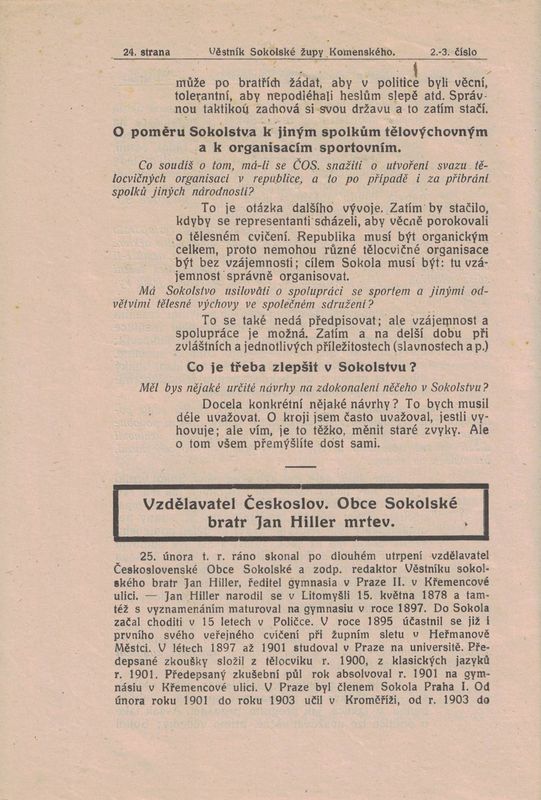 24. strana Věstník Sokolské župy Komenského. 2.-3. číslo
může po bratřích žádat, aby v politice byli věcní,
tolerantní, aby nepodiéhali heslům slepě atd. Správ-
nou taktikou zachová si svou državu a to zatím stačí.
O poměru Sokolstva k jiným spolkům tělovýchovným
a k organisacím sportovním.
Co soudíš o tom, má-li se ČOS. snažiti o utvoření svazu tě-
locvičných organisací v republice, a to po případě i za přibrání
spolků jiných národností?
To je otázka dalšího vývoje. Zatím by stačilo,
kdyby se representanti scházeli, aby věcně porokovali
o tělesném cvičení. Republika musí být organickým
celkem, proto nemohou různé tělocvičné organisace
být bez vzájemnosti; cílem Sokola musí být: tu vzá-
jemnost správně organisovat.
Má Sokolstvo usilovati o spolupráci se sportem a jinými od-
větvími tělesné výchovy ve společném sdružení?
To se také nedá předpisovat; ale vzájemnost a
spolupráce je možná. Zatím a na delší dobu při
zvláštních a jednotlivých příležitostech (slavnostech a p.)
Co je třeba zlepšit v Sokolstvu?
Měl bys nějaké určité návrhy na zdokonalení něčeho v Sokolstvu?
Docela konkrétní nějaké návrhy? To bych musil
déle uvažovat. O kroji jsem často uvažoval, jestli vy-
hovuje; ale vím, je to těžko, měnit staré zvyky. Ale
o tom všem přemýšlíte dost sami.
Vzdělavatel Českoslov. Obce Sokolské
bratr Jan Hiller mrtev.
25. února t. r. ráno skonal po dlouhém utrpení vzdělavatel
Československé Obce Sokolské a zodp. redaktor Věstníku sokol-
ského bratr Jan Hiller, ředitel gymnasia v Praze II. v Křemencové
ulici. — Jan Hiller narodil se v Litomyšli 15. května 1878 a tam-
též s vyznamenáním maturoval na gymnasiu v roce 1897. Do Sokola
začal choditi v 15 letech v Poličce. V roce 1895 účastnil se již i
prvního svého veřejného cvičení při župním sletu v Heřmanově
Městci. V létech 1897 až 1901 studoval v Praze na universitě. Pře-
depsané zkoušky složil z tělocviku r. 1900, z klasických jazyků
r. 1901. Předepsaný zkušební půl rok absolvoval r. 1901 na gym-
násiu v Křemencové ulici. V Praze byl členem Sokola Praha I. Od
února roku 1901 do roku 1903 učil v Kroměříži, od r. 1903 do